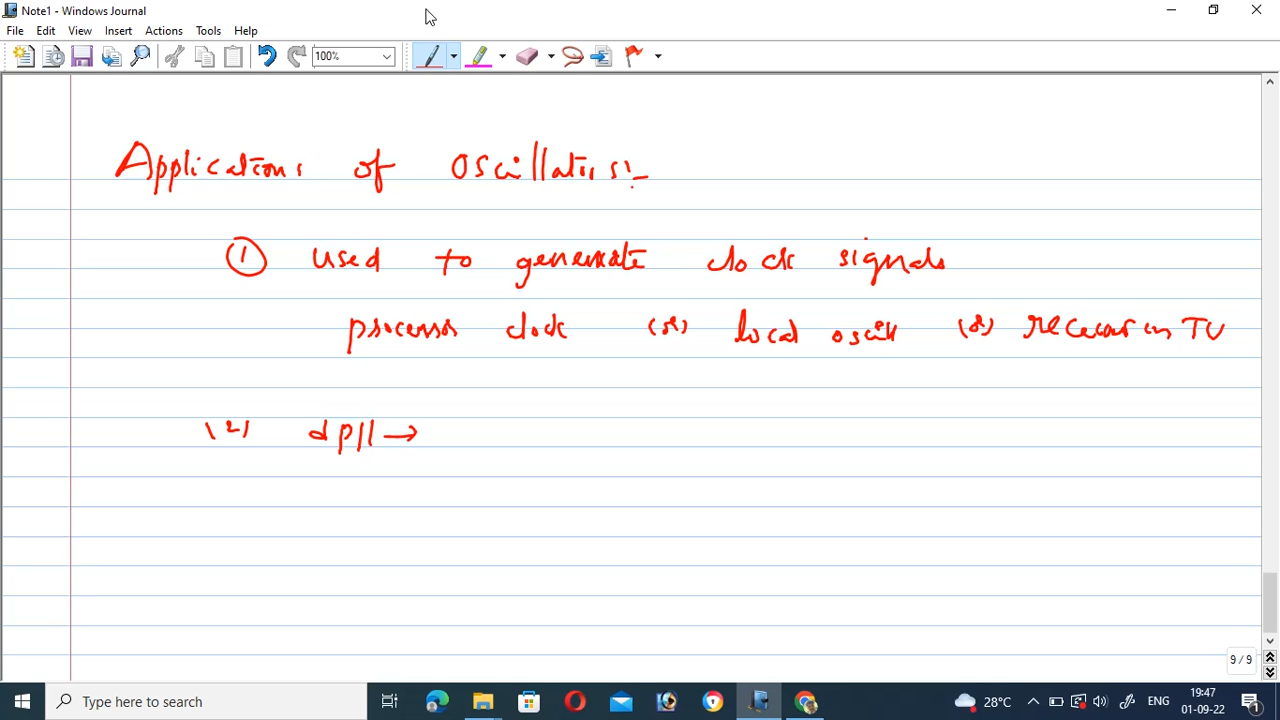 Note1 - Windows Journal
File Edit View Insert Actions Tools Help
100%
Applications of Oscillators:-
① used to generate clock signals
processor clock (or) local oscill (or) receiver in TV
(2) dpll →
9 / 9
Type here to search
28°C
ENG
19:47
01-09-22
1